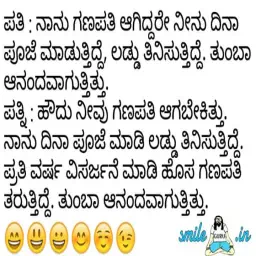 ಪತಿ : ನಾನು ಗಣಪತಿ ಆಗಿದ್ದರೇ ನೀನು ದಿನಾ
ಪೂಜೆ ಮಾಡುತ್ತಿದ್ದೆ, ಲಡ್ಡು ತಿನಿಸುತ್ತಿದ್ದೆ. ತುಂಬಾ
ಆನಂದವಾಗುತ್ತಿತ್ತು.
ಪತ್ನಿ : ಹೌದು ನೀವು ಗಣಪತಿ ಆಗಬೇಕಿತ್ತು.
ನಾನು ದಿನಾ ಪೂಜೆ ಮಾಡಿ ಲಡ್ಡು ತಿನಿಸುತ್ತಿದ್ದೆ.
ಪ್ರತಿ ವರ್ಷ ವಿಸರ್ಜನೆ ಮಾಡಿ ಹೊಸ ಗಣಪತಿ
ತರುತ್ತಿದ್ದೆ. ತುಂಬಾ ಆನಂದವಾಗುತ್ತಿತ್ತು.
smile .in